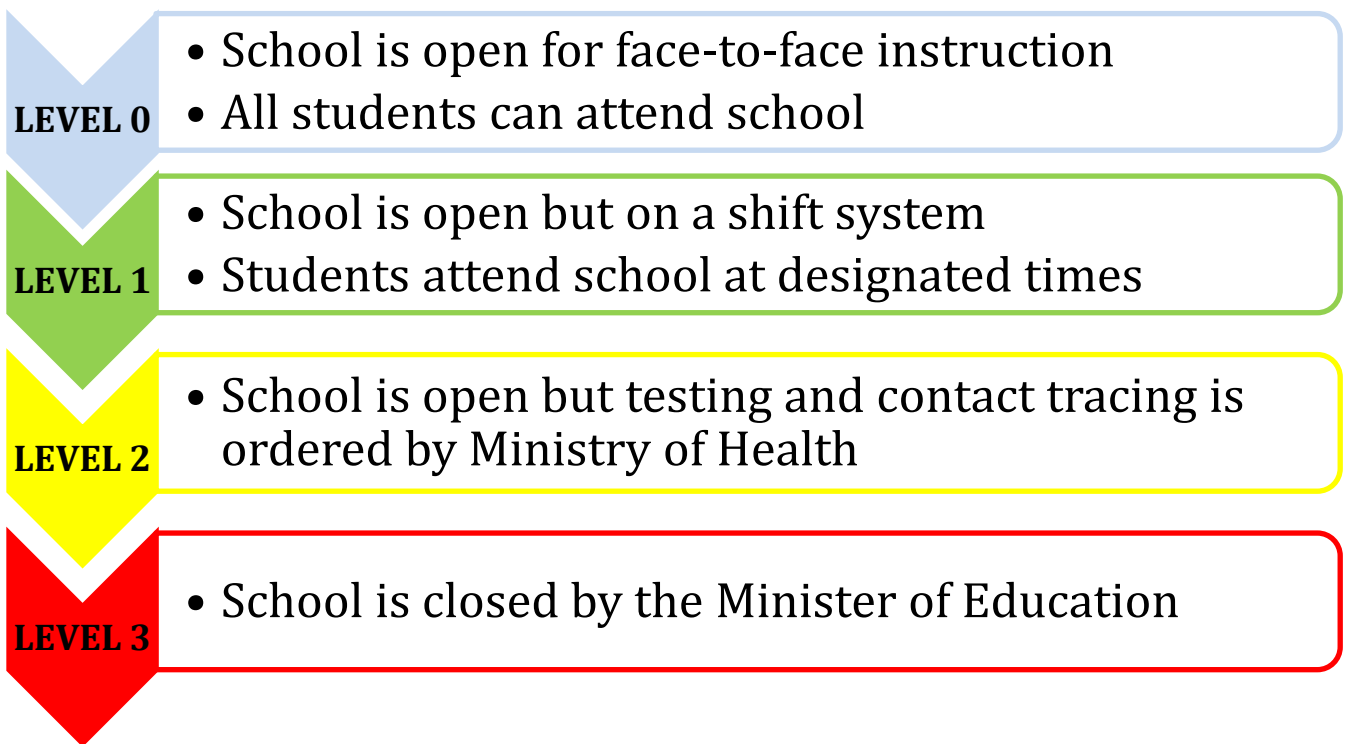 LEVEL 0
• School is open for face-to-face instruction
• All students can attend school
LEVEL 1
• School is open but on a shift system
• Students attend school at designated times
LEVEL 2
• School is open but testing and contact tracing is
ordered by Ministry of Health
LEVEL 3
• School is closed by the Minister of Education